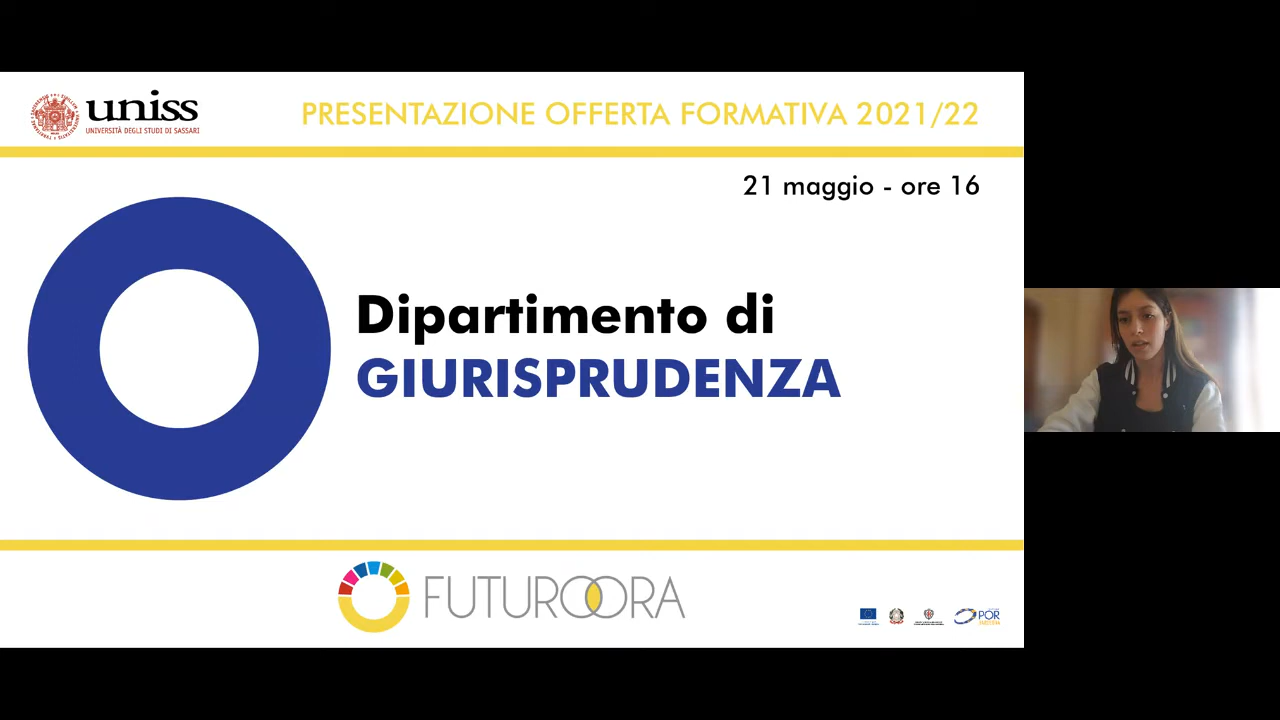 uniss
UNIVERSITÀ DEGLI STUDI DI SASSARI
PRESENTAZIONE OFFERTA FORMATIVA 2021/22
21 maggio - ore 16
Dipartimento di
GIURISPRUDENZA
FUTUROORA
POR